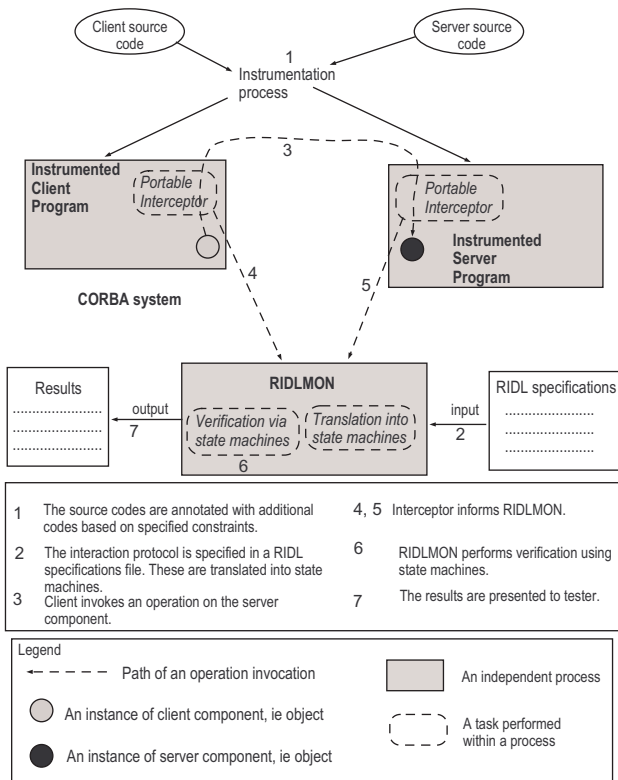 Client source
code
Server source
code
1
Instrumentation
process
3
Instrumented
Client
Program
Portable
Interceptor
Portable
Interceptor
Instrumented
Server
Program
4
5
CORBA system
Results
.......................
.......................
.......................
output
7
RIDLMON
Verification via
state machines
Translation into
state machines
6
input
2
RIDL specifications
.......................
.......................
.......................
1 The source codes are annotated with additional
codes based on specified constraints.
2 The interaction protocol is specified in a RIDL
specifications file. These are translated into state
machines.
3 Client invokes an operation on the server
component.
4, 5 Interceptor informs RIDLMON.
6 RIDLMON performs verification using
state machines.
7 The results are presented to tester.
Legend
Path of an operation invocation
An instance of client component, ie object
An instance of server component, ie object
An independent process
A task performed
within a process